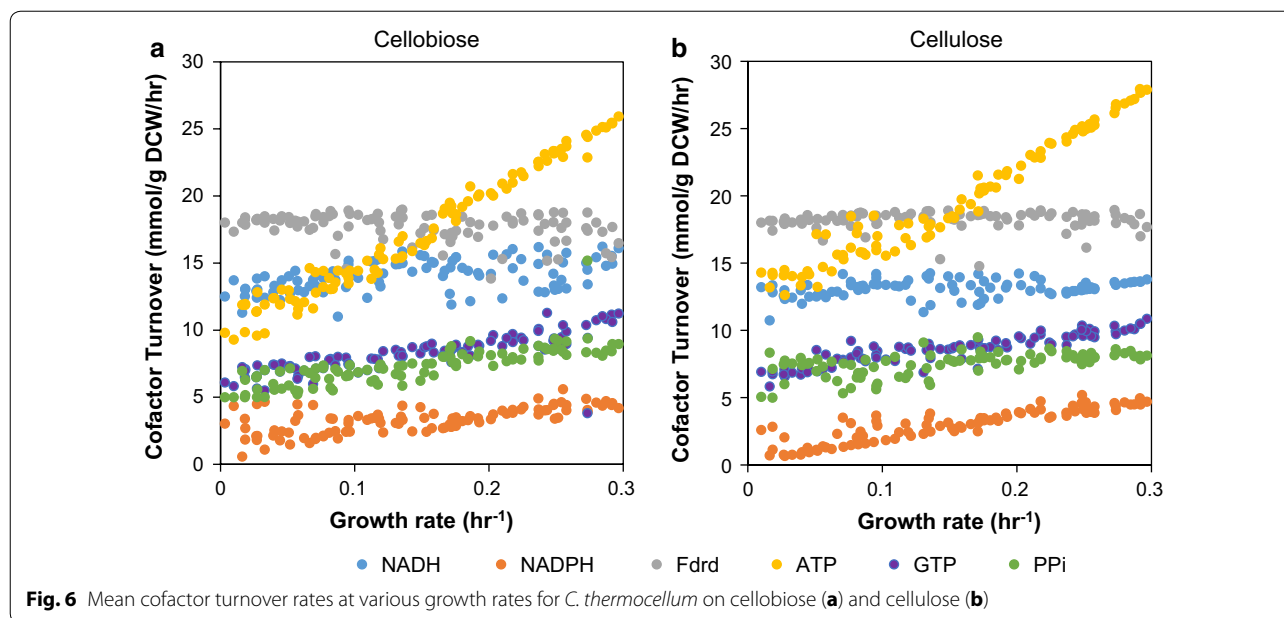 a
Cellobiose
Cofactor Turnover (mmol/g DCW/hr)
30
25
20
15
10
5
0
0
0.1
0.2
0.3
Growth rate (hr-1)
b
Cellulose
Cofactor Turnover (mmol/g DCW/hr)
30
25
20
15
10
5
0
0
0.1
0.2
0.3
Growth rate (hr-1)
NADH NADPH Fdrd ATP GTP PPi
Fig. 6 Mean cofactor turnover rates at various growth rates for C. thermocellum on cellobiose (a) and cellulose (b)